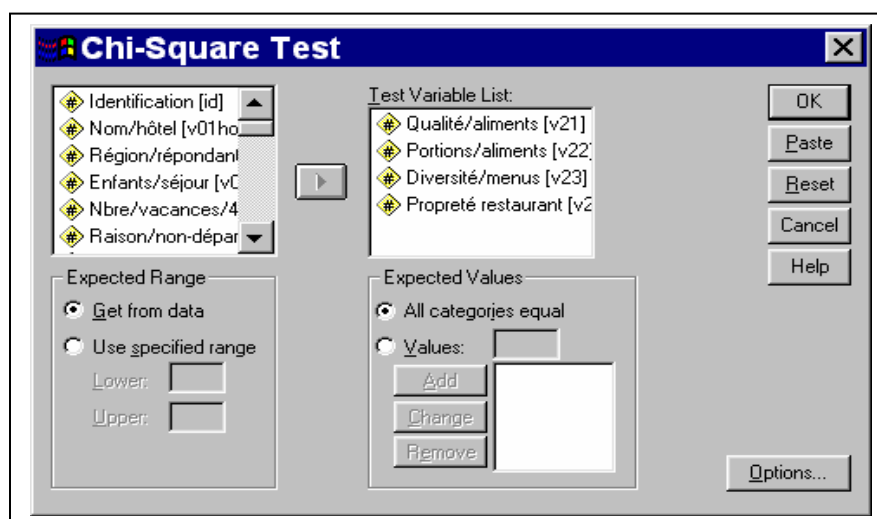 Chi-Square Test
Identification [id]
Nom/hôtel [v01ho
Région/répondant
Enfants/séjour [v0
Nbre/vacances/4
Raison/non-dépar
Test Variable List:
Qualité/aliments [v21]
Portions/aliments [v22]
Diversité/menus [v23]
Propreté restaurant [v2
OK
Paste
Reset
Cancel
Help
Expected Range
Get from data
Use specified range
Lower:
Upper:
Expected Values
All categories equal
Values:
Add
Change
Remove
Options...